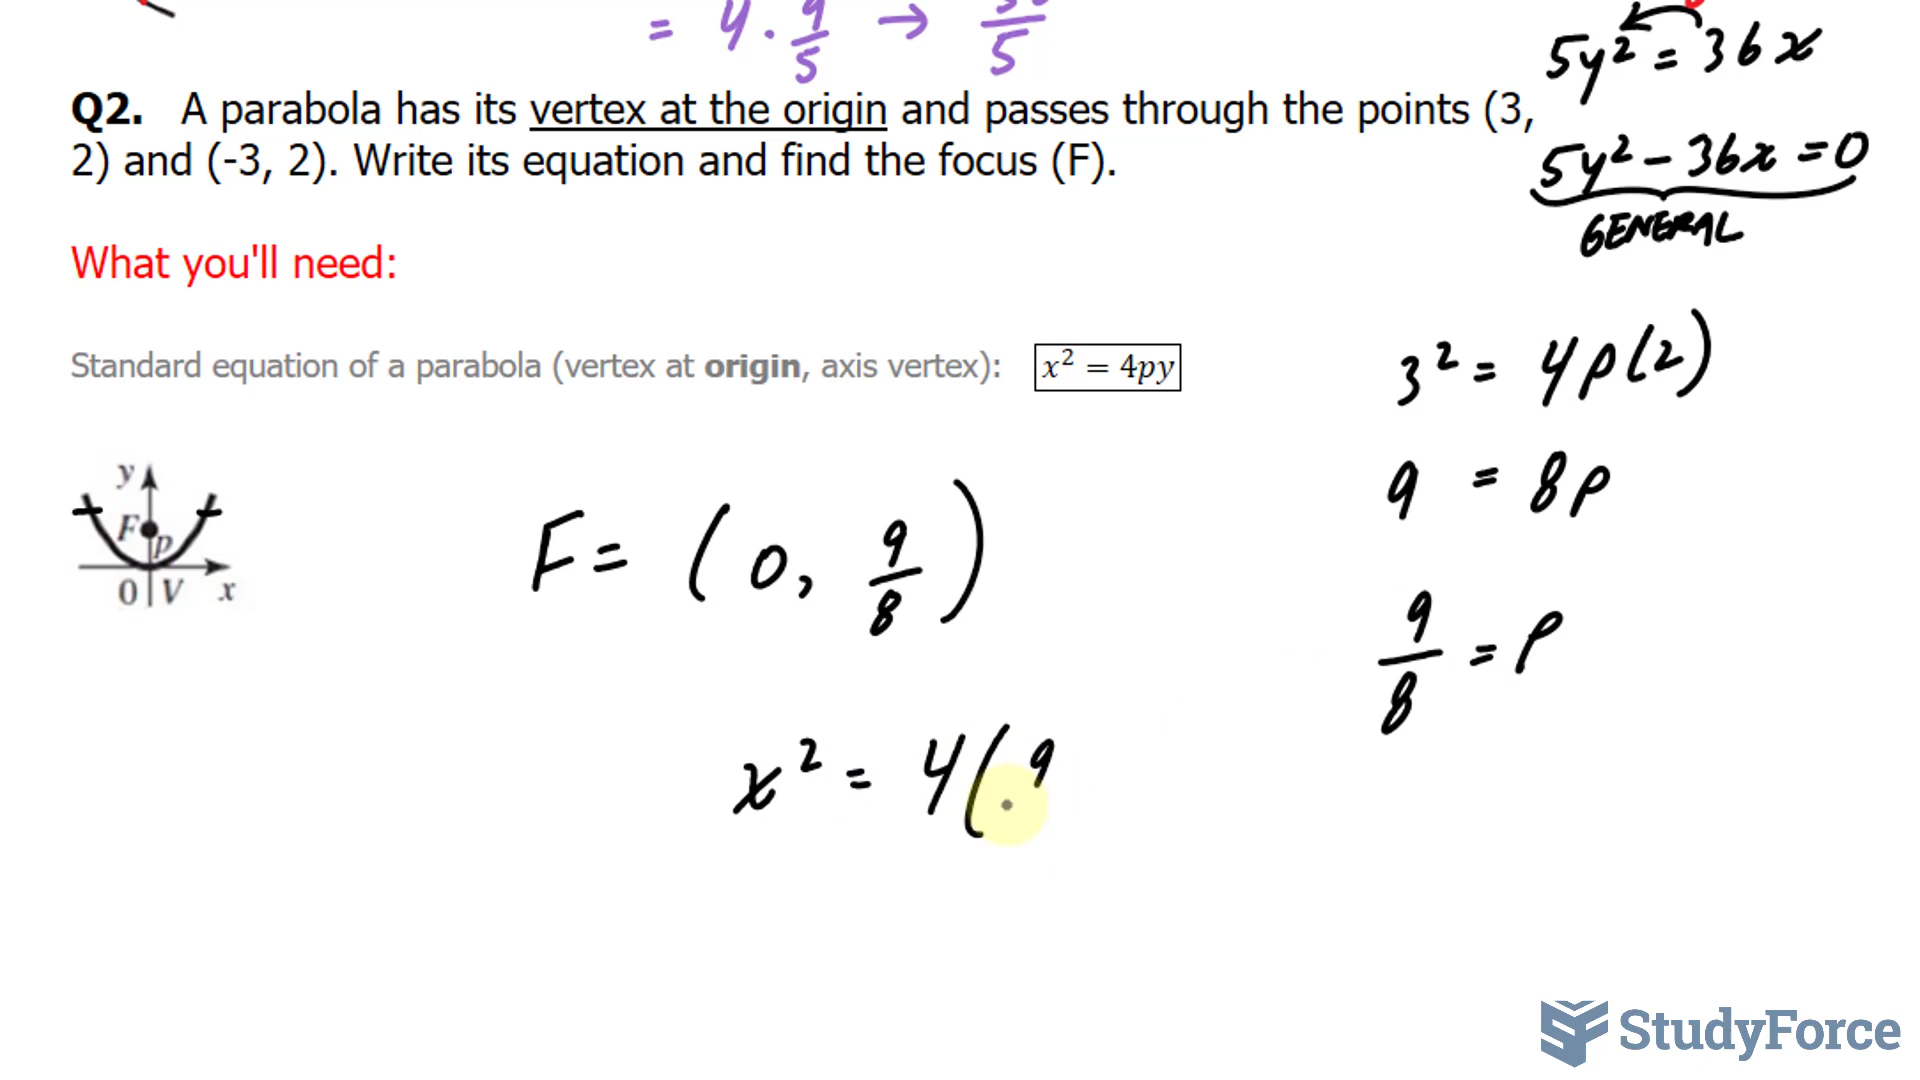 = 4 · 9/5 → /5
5y² = 36x
Q2. A parabola has its vertex at the origin and passes through the points (3,
2) and (-3, 2). Write its equation and find the focus (F).
5y² - 36x = 0
GENERAL
What you'll need:
Standard equation of a parabola (vertex at origin, axis vertex): x² = 4py
3² = 4p(2)
9 = 8p
y
F
p
0 V x
F = (0, 9/8)
9/8 = p
x² = 4( 9
StudyForce